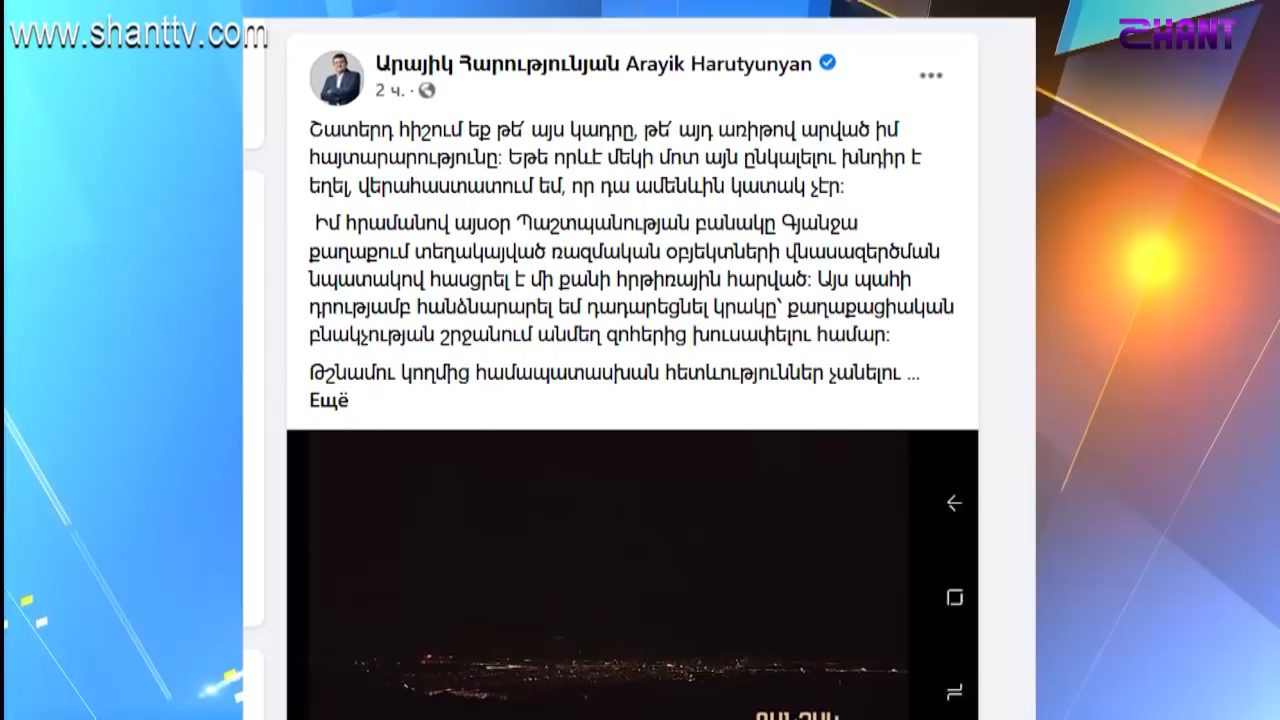 www.shanttv.com
SHANT
Արայիկ Հարությունյան Arayik Harutyunyan
2 ч. ·
Շատերդ հիշում եք թե՛ այս կադրը, թե՛ այդ առիթով արված իմ
հայտարարությունը։ Եթե որևէ մեկի մոտ այն ընկալելու խնդիր է
եղել, վերահաստատում եմ, որ դա ամենևին կատակ չէր։
Իմ հրամանով այսօր Պաշտպանության բանակը Գյանջա
քաղաքում տեղակայված ռազմական օբյեկտների վնասազերծման
նպատակով հասցրել է մի քանի հրթիռային հարված։ Այս պահի
դրությամբ հանձնարարել եմ դադարեցնել կրակը՝ քաղաքացիական
բնակչության շրջանում անմեղ զոհերից խուսափելու համար։
Թշնամու կողմից համապատասխան հետևություններ չանելու ...
Ещё